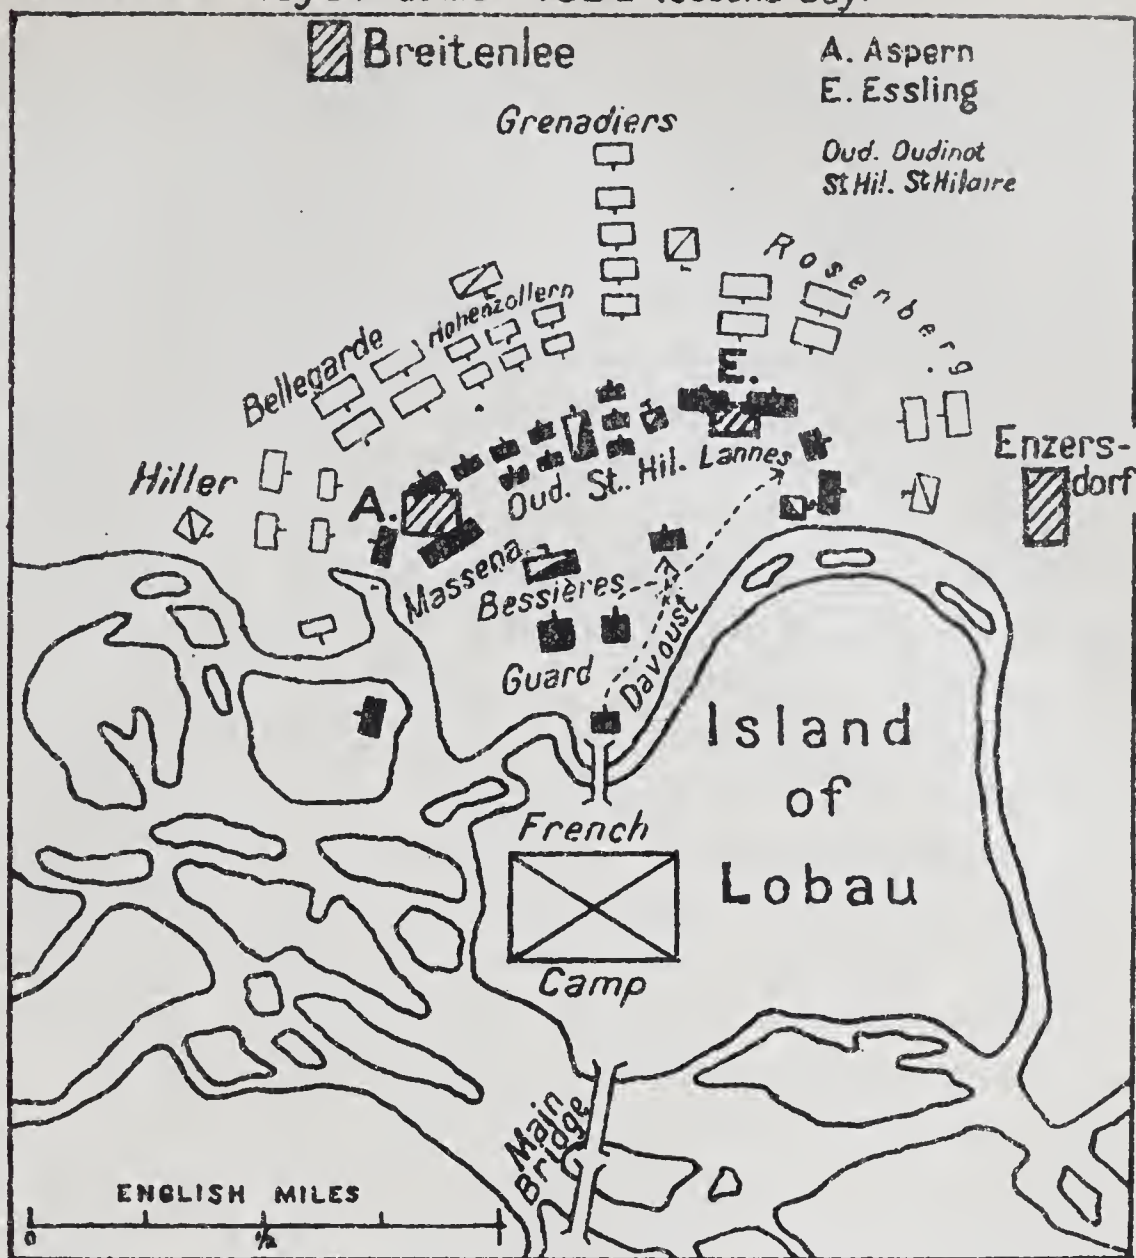 Breitenlee
A. Aspern
E. Essling
Oud. Oudinot
St Hil. St Hilaire
Grenadiers
Rosenberg
Hohenzollern
Bellegarde
E.
Enzers-
dorf
Hiller
A.
Oud. St. Hil. Lannes
Massena
Bessières
Guard
Davoust
Island
of
Lobau
French
Camp
Main
Bridge
ENGLISH MILES
0 ½